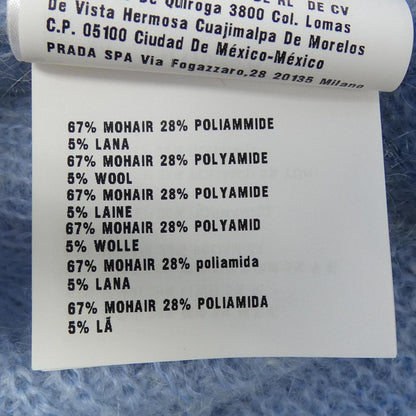 DE RL DE CV
Quiroga 3800 Col. Lomas
De Vista Hermosa Cuajimalpa De Morelos
C.P. 05100 Ciudad De México-México
PRADA SPA Via Fogazzaro,28 20135 Milano
67% MOHAIR 28% POLIAMMIDE
5% LANA
67% MOHAIR 28% POLYAMIDE
5% WOOL
67% MOHAIR 28% POLYAMIDE
5% LAINE
67% MOHAIR 28% POLYAMID
5% WOLLE
67% MOHAIR 28% poliamida
5% LANA
67% MOHAIR 28% POLIAMIDA
5% LÃ